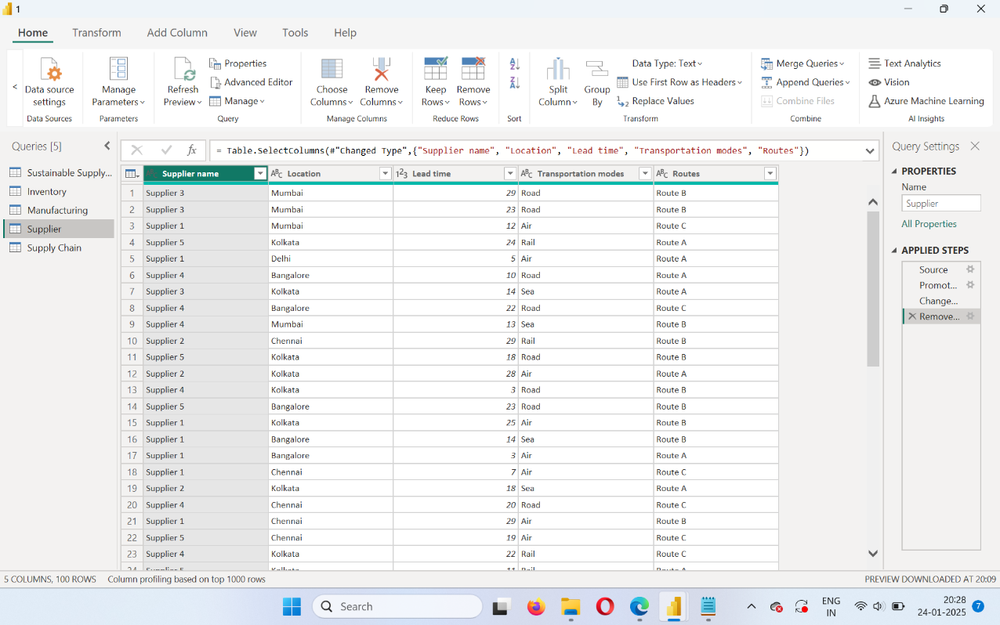 1
Home Transform Add Column View Tools Help
Data source settings
Data Sources
Manage Parameters
Parameters
Refresh Preview
Properties
Advanced Editor
Manage
Query
Choose Columns
Remove Columns
Manage Columns
Keep Rows
Remove Rows
Reduce Rows
Sort
Split Column
Group By
Data Type: Text
Use First Row as Headers
Replace Values
Transform
Merge Queries
Append Queries
Combine Files
Combine
Text Analytics
Vision
Azure Machine Learning
AI Insights
Queries [5]
Sustainable Supply...
Inventory
Manufacturing
Supplier
Supply Chain
fx = Table.SelectColumns(#"Changed Type",{"Supplier name", "Location", "Lead time", "Transportation modes", "Routes"})
Supplier name Location Lead time Transportation modes Routes
1 Supplier 3 Mumbai 29 Road Route B
2 Supplier 3 Mumbai 23 Road Route B
3 Supplier 1 Mumbai 12 Air Route C
4 Supplier 5 Kolkata 24 Rail Route A
5 Supplier 1 Delhi 5 Air Route A
6 Supplier 4 Bangalore 10 Road Route A
7 Supplier 3 Kolkata 14 Sea Route A
8 Supplier 4 Bangalore 22 Road Route C
9 Supplier 4 Mumbai 13 Sea Route B
10 Supplier 2 Chennai 29 Rail Route B
11 Supplier 5 Kolkata 18 Road Route B
12 Supplier 2 Kolkata 28 Air Route A
13 Supplier 4 Kolkata 3 Road Route B
14 Supplier 5 Bangalore 23 Road Route B
15 Supplier 1 Kolkata 25 Air Route B
16 Supplier 1 Bangalore 14 Sea Route B
17 Supplier 1 Bangalore 3 Air Route A
18 Supplier 1 Chennai 7 Air Route C
19 Supplier 2 Kolkata 18 Sea Route A
20 Supplier 4 Chennai 20 Road Route C
21 Supplier 1 Chennai 29 Air Route B
22 Supplier 5 Chennai 19 Air Route C
23 Supplier 4 Kolkata 22 Rail Route C
24 Supplier 5 Kolkata 11 Rail Route A
Query Settings
PROPERTIES
Name
Supplier
All Properties
APPLIED STEPS
Source
Promot...
Change...
Remove...
5 COLUMNS, 100 ROWS Column profiling based on top 1000 rows
PREVIEW DOWNLOADED AT 20:09
Search
ENG
IN
20:28
24-01-2025
7